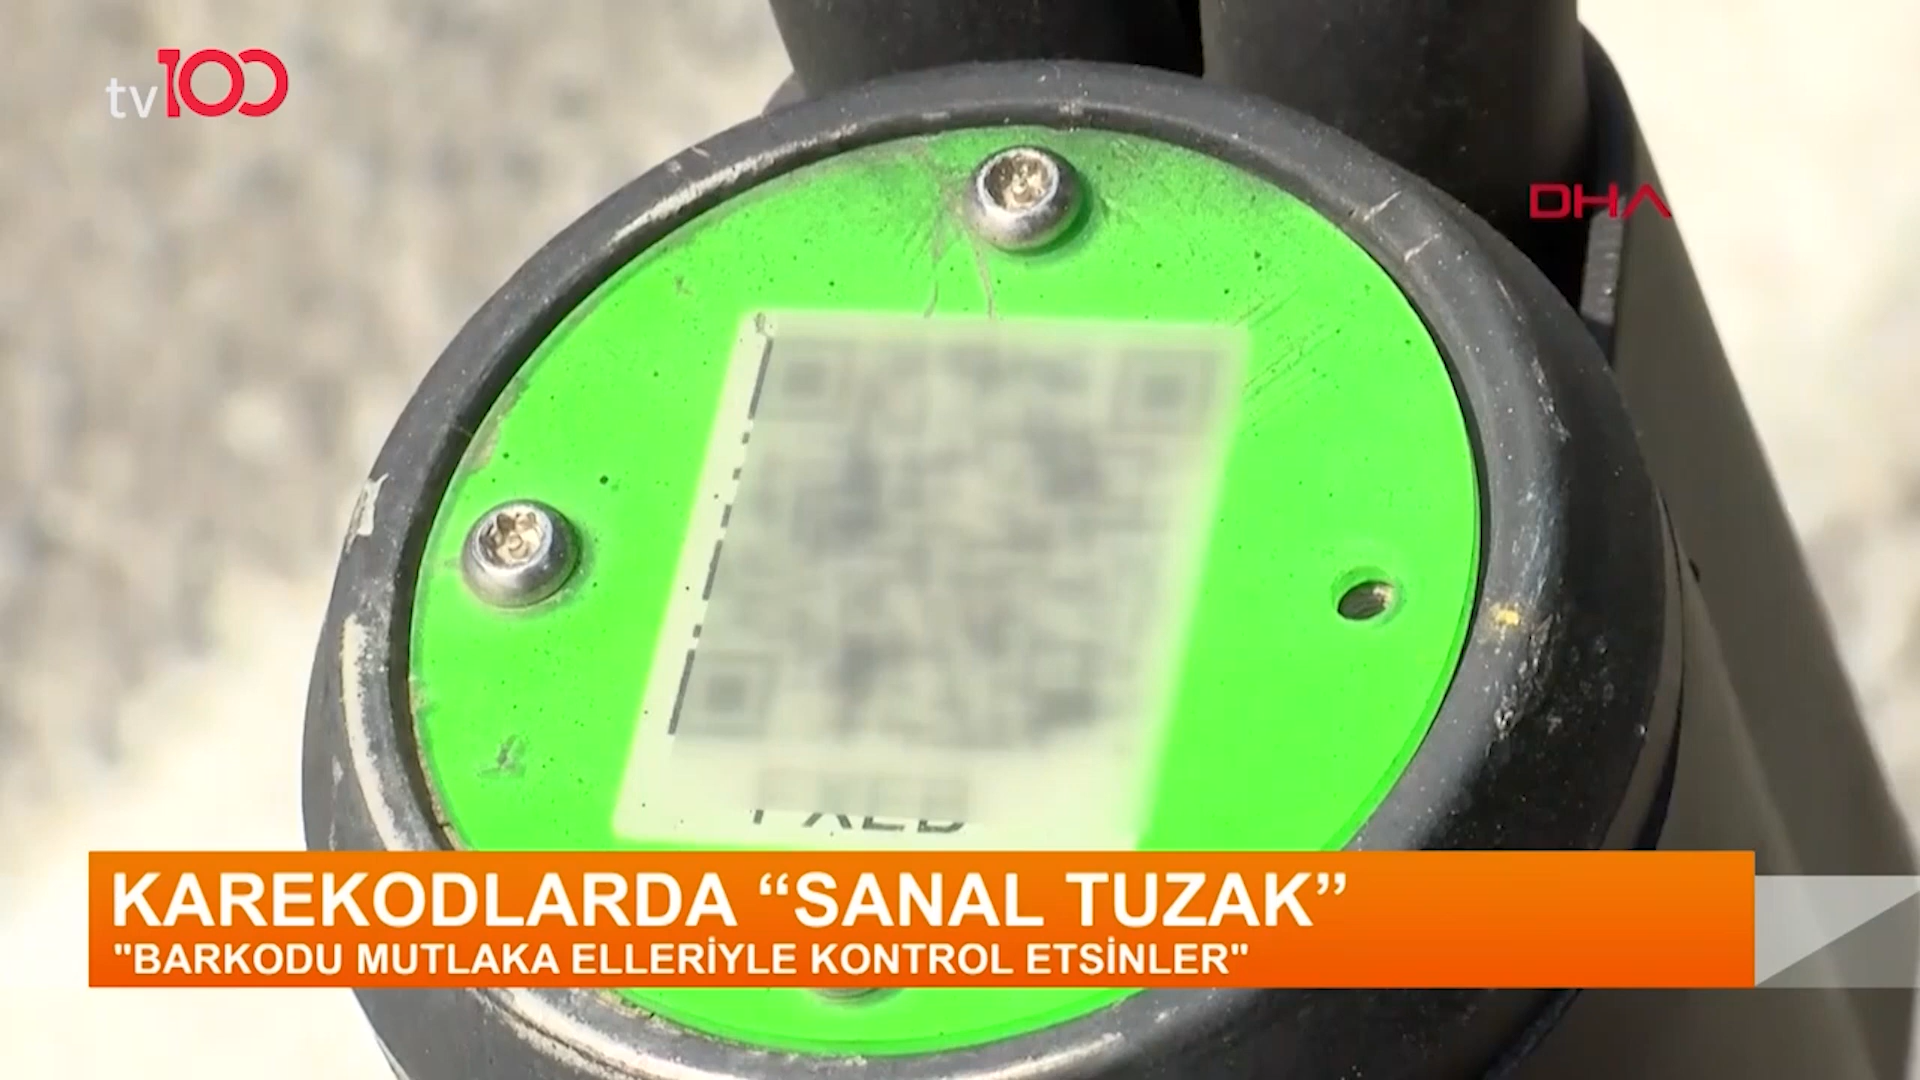 tv100
DHA
KAREKODLARDA “SANAL TUZAK”
"BARKODU MUTLAKA ELLERİYLE KONTROL ETSİNLER"